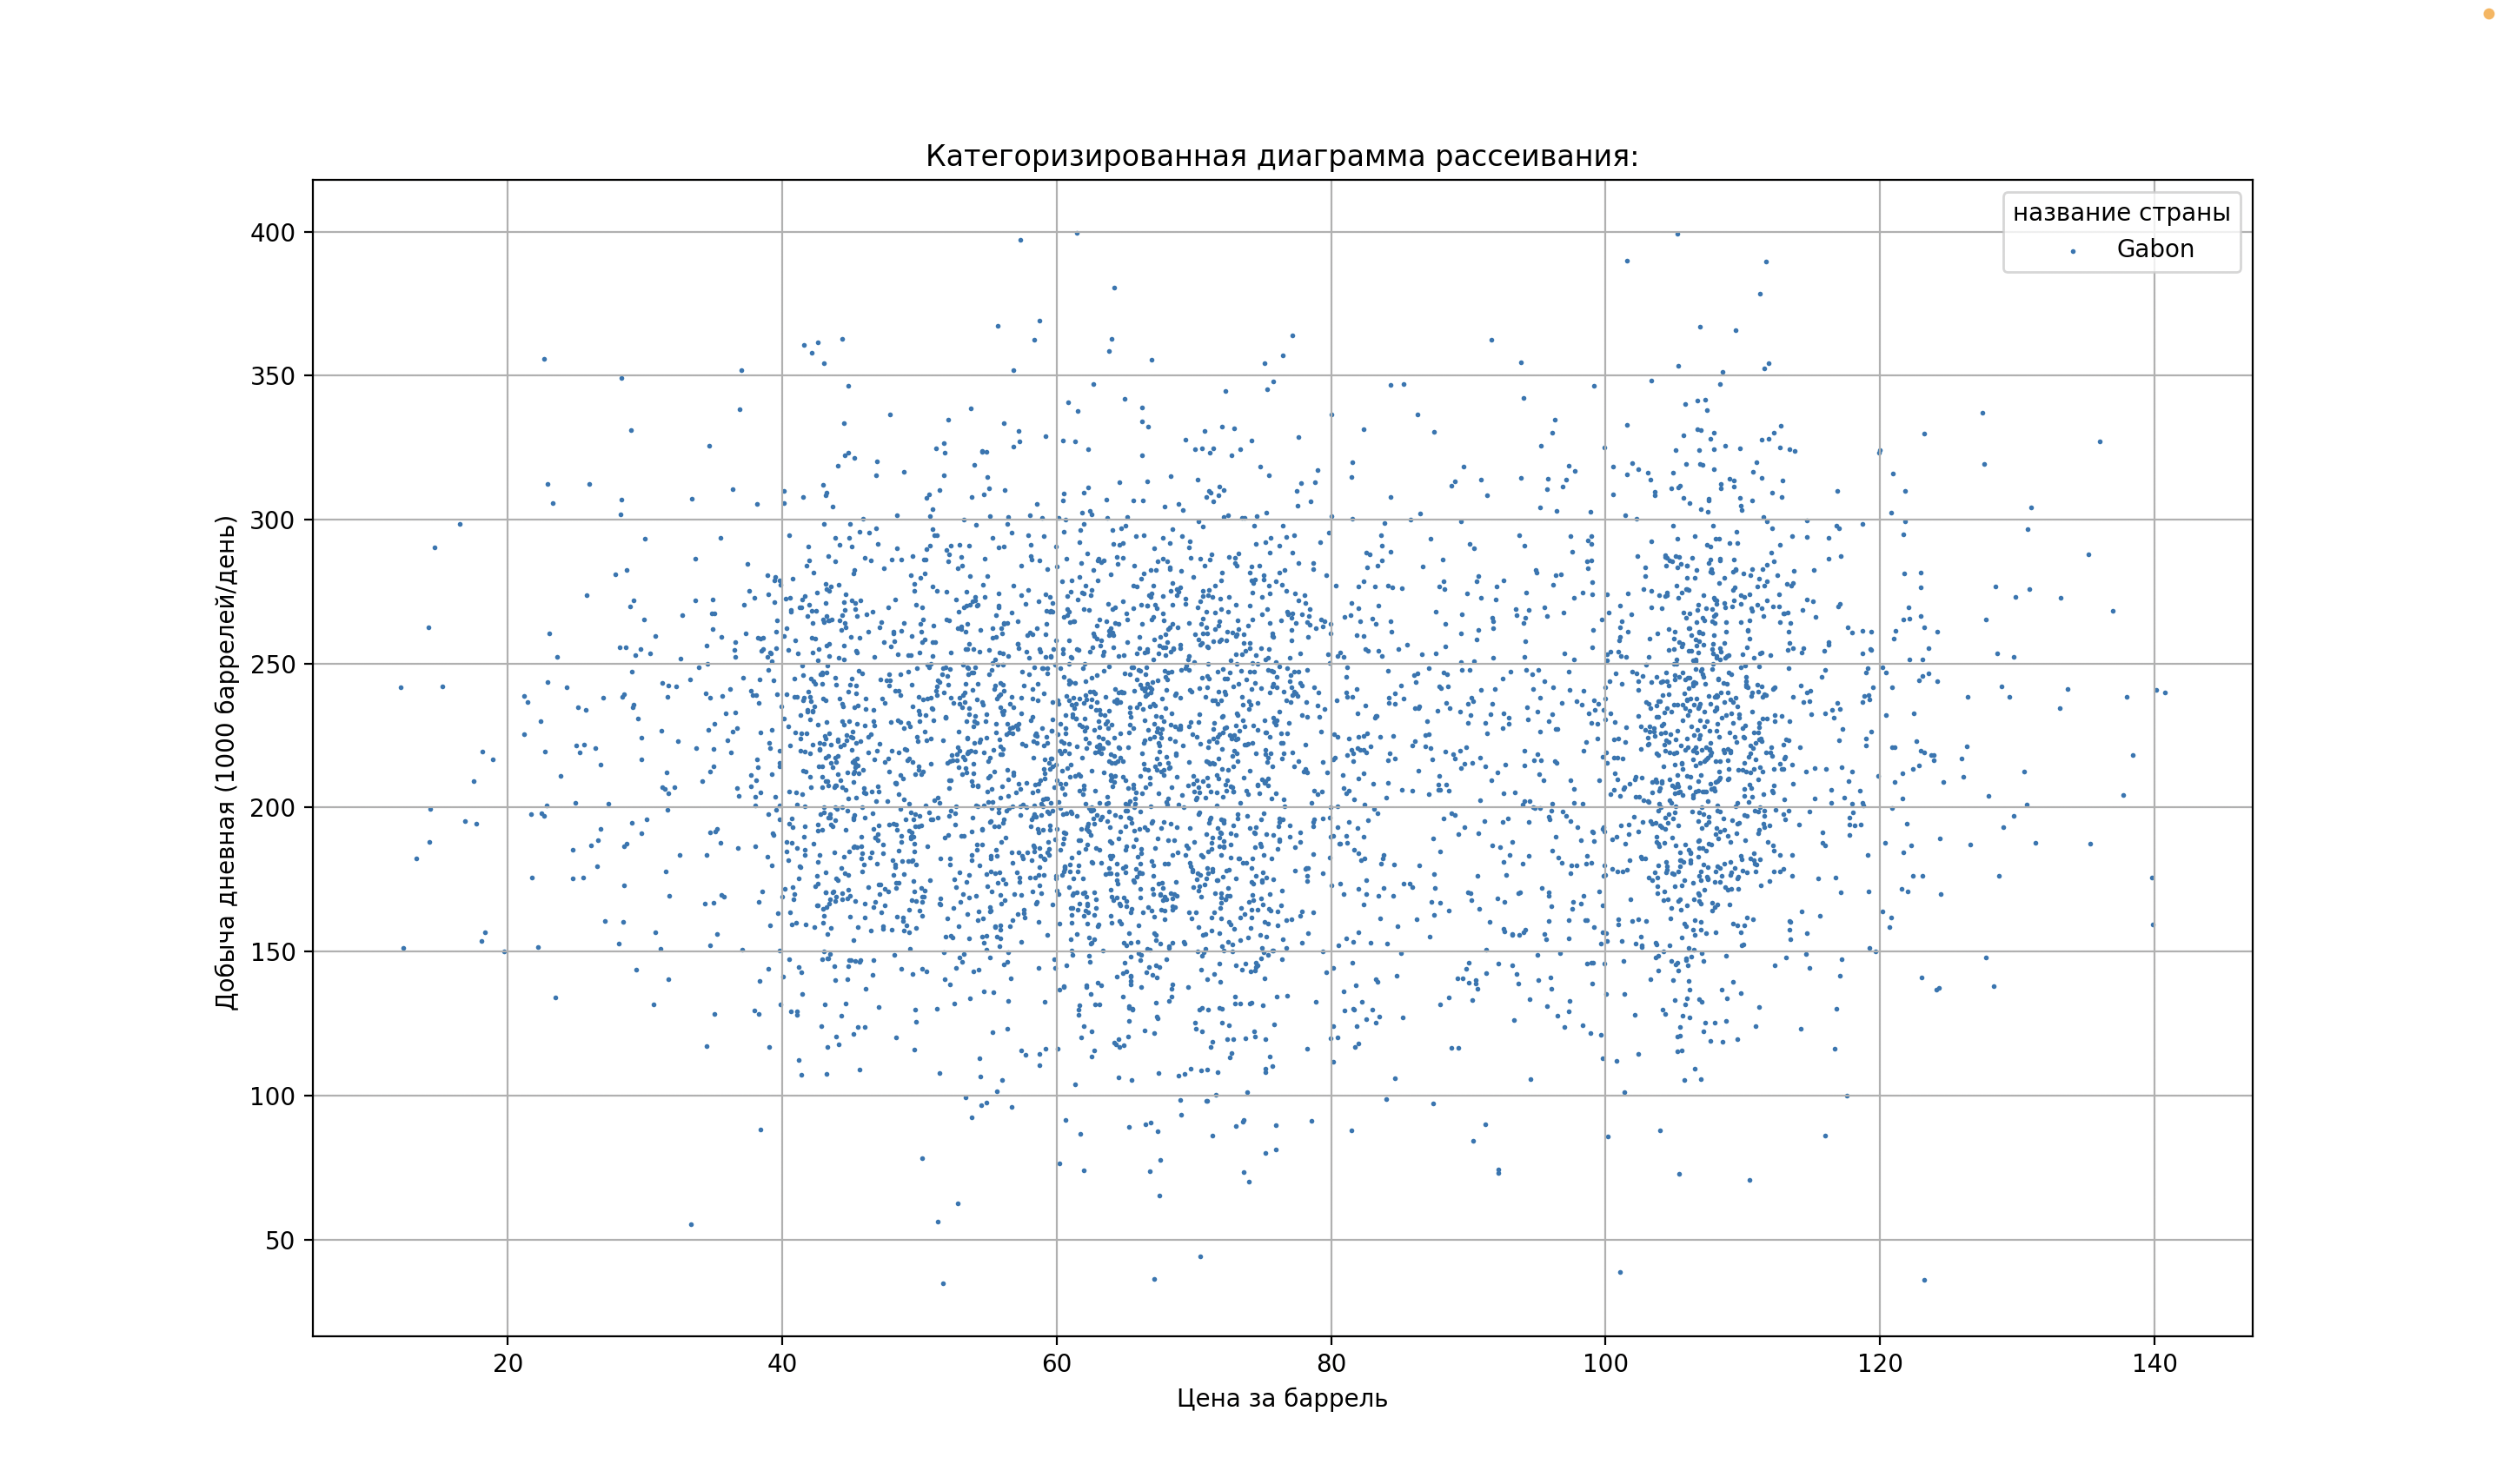 Категоризированная диаграмма рассеивания:
название страны
Gabon
400
350
300
250
200
150
100
50
Добыча дневная (1000 баррелей/день)
20 40 60 80 100 120 140
Цена за баррель